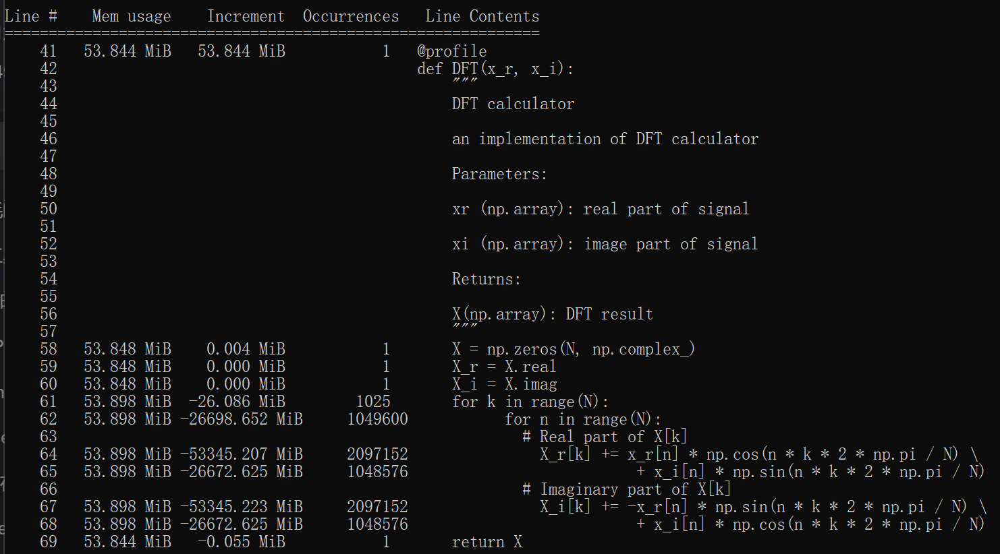 Line #    Mem usage    Increment  Occurrences   Line Contents
=============================================================
    41   53.844 MiB   53.844 MiB           1   @profile
    42                                         def DFT(x_r, x_i):
    43                                             """
    44                                             DFT calculator
    45
    46                                             an implementation of DFT calculator
    47
    48                                             Parameters:
    49
    50                                             xr (np.array): real part of signal
    51
    52                                             xi (np.array): image part of signal
    53
    54                                             Returns:
    55
    56                                             X(np.array): DFT result
    57                                             """
    58   53.848 MiB    0.004 MiB           1       X = np.zeros(N, np.complex_)
    59   53.848 MiB    0.000 MiB           1       X_r = X.real
    60   53.848 MiB    0.000 MiB           1       X_i = X.imag
    61   53.898 MiB  -26.086 MiB        1025       for k in range(N):
    62   53.898 MiB -26698.652 MiB     1049600           for n in range(N):
    63                                                     # Real part of X[k]
    64   53.898 MiB -53345.207 MiB     2097152               X_r[k] += x_r[n] * np.cos(n * k * 2 * np.pi / N) \
    65   53.898 MiB -26672.625 MiB     1048576                          + x_i[n] * np.sin(n * k * 2 * np.pi / N)
    66                                                     # Imaginary part of X[k]
    67   53.898 MiB -53345.223 MiB     2097152               X_i[k] += -x_r[n] * np.sin(n * k * 2 * np.pi / N) \
    68   53.898 MiB -26672.625 MiB     1048576                          + x_i[n] * np.cos(n * k * 2 * np.pi / N)
    69   53.844 MiB   -0.055 MiB           1       return X